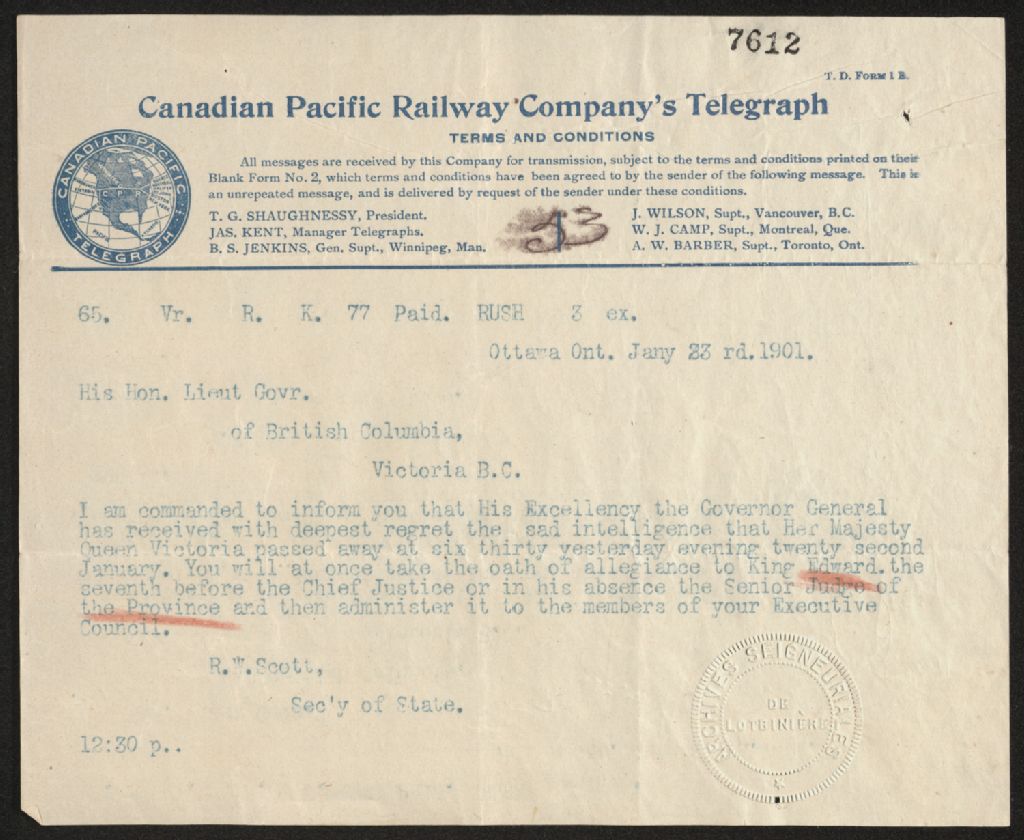 7612
T. D. FORM 1 B.
Canadian Pacific Railway Company's Telegraph
TERMS AND CONDITIONS
CANADIAN PACIFIC
TELEGRAPH
C P R
All messages are received by this Company for transmission, subject to the terms and conditions printed on their
Blank Form No. 2, which terms and conditions have been agreed to by the sender of the following message. This is
an unrepeated message, and is delivered by request of the sender under these conditions.
T. G. SHAUGHNESSY, President.
JAS. KENT, Manager Telegraphs.
B. S. JENKINS, Gen. Supt., Winnipeg, Man.
J. WILSON, Supt., Vancouver, B.C.
W. J. CAMP, Supt., Montreal, Que.
A. W. BARBER, Supt., Toronto, Ont.
65. Vr. R. K. 77 Paid. RUSH 3 ex.
Ottawa Ont. Jany 23 rd.1901.
His Hon. Lieut Govr.
of British Columbia,
Victoria B.C.
I am commanded to inform you that His Excellency the Governor General
has received with deepest regret the sad intelligence that Her Majesty
Queen Victoria passed away at six thirty yesterday evening twenty second
January. You will at once take the oath of allegiance to King Edward.the
seventh before the Chief Justice or in his absence the Senior Judge of
the Province and then administer it to the members of your Executive
Council.
R.W.Scott,
Sec'y of State.
12:30 p..
ARCHIVES SEIGNEURIALES
DE
LOTBINIÈRE